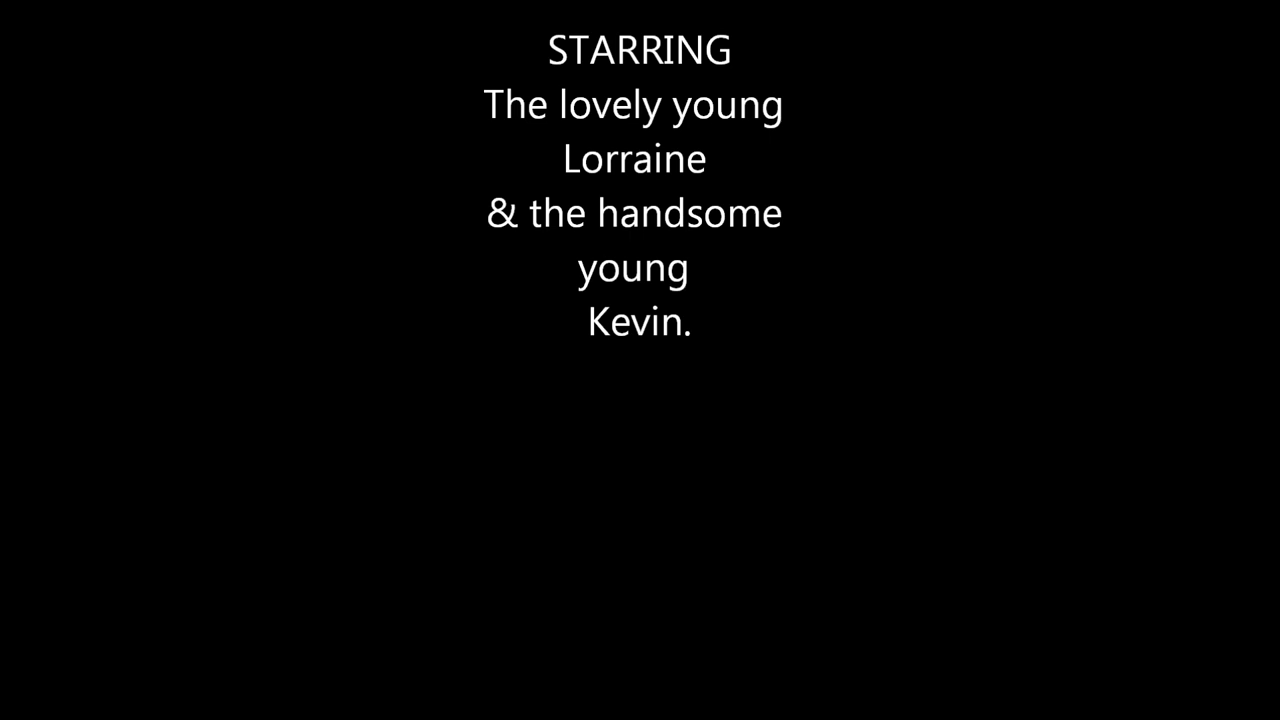 STARRING
The lovely young
Lorraine
& the handsome
young
Kevin.